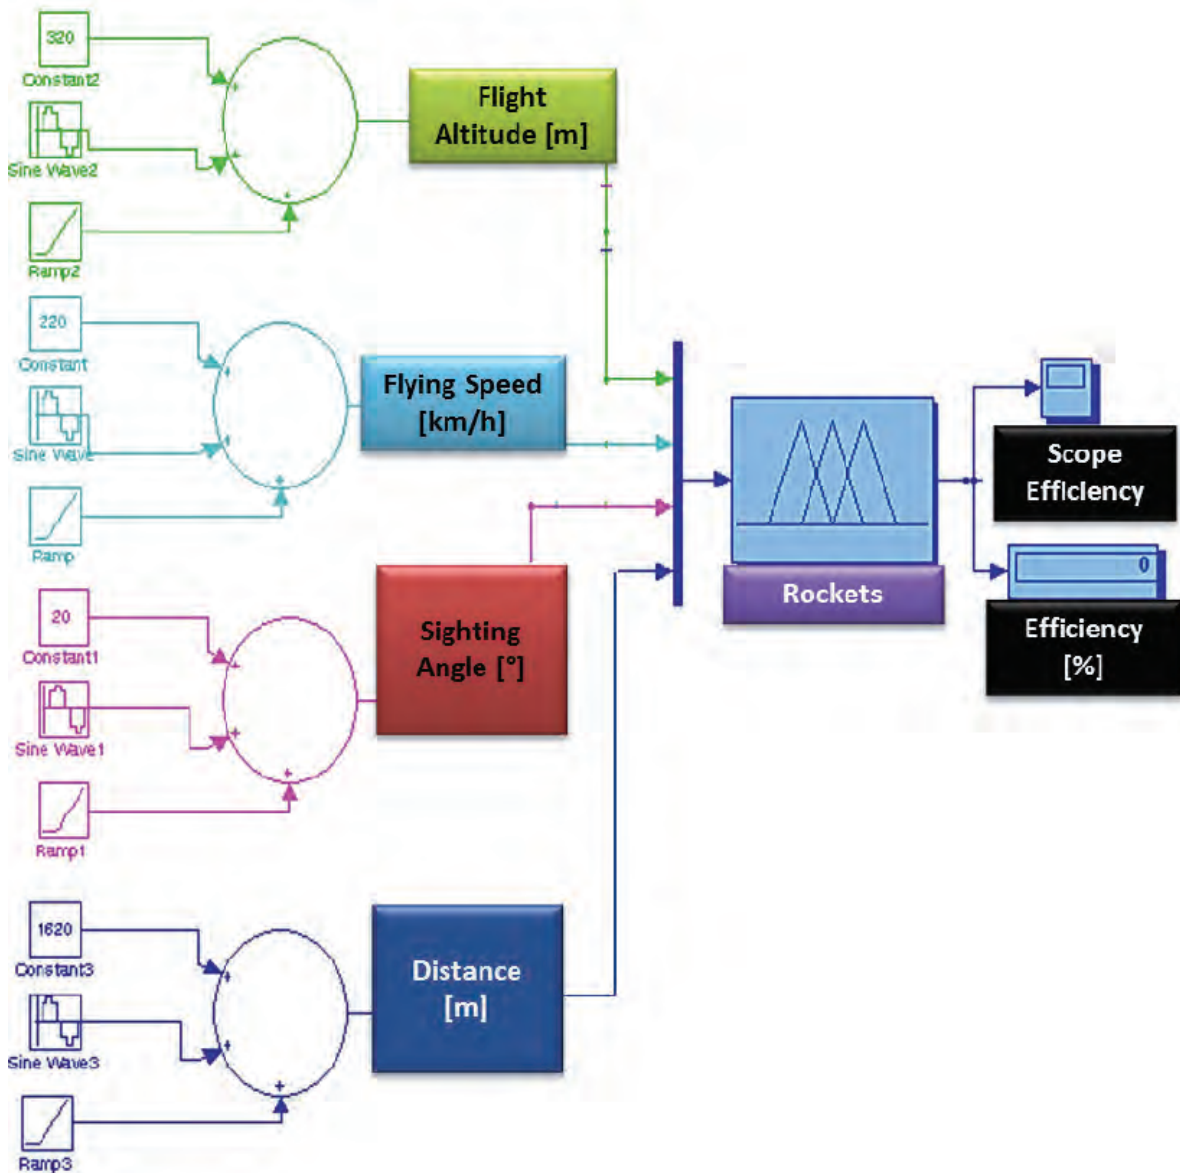 320
Constant2
Sine Wave2
Ramp2
Flight
Altitude [m]
220
Constant
Sine Wave
Ramp
Flying Speed
[km/h]
20
Constant1
Sine Wave1
Ramp1
Sighting
Angle [°]
1620
Constant3
Sine Wave3
Ramp3
Distance
[m]
Rockets
Scope
Efficiency
0
Efficiency
[%]